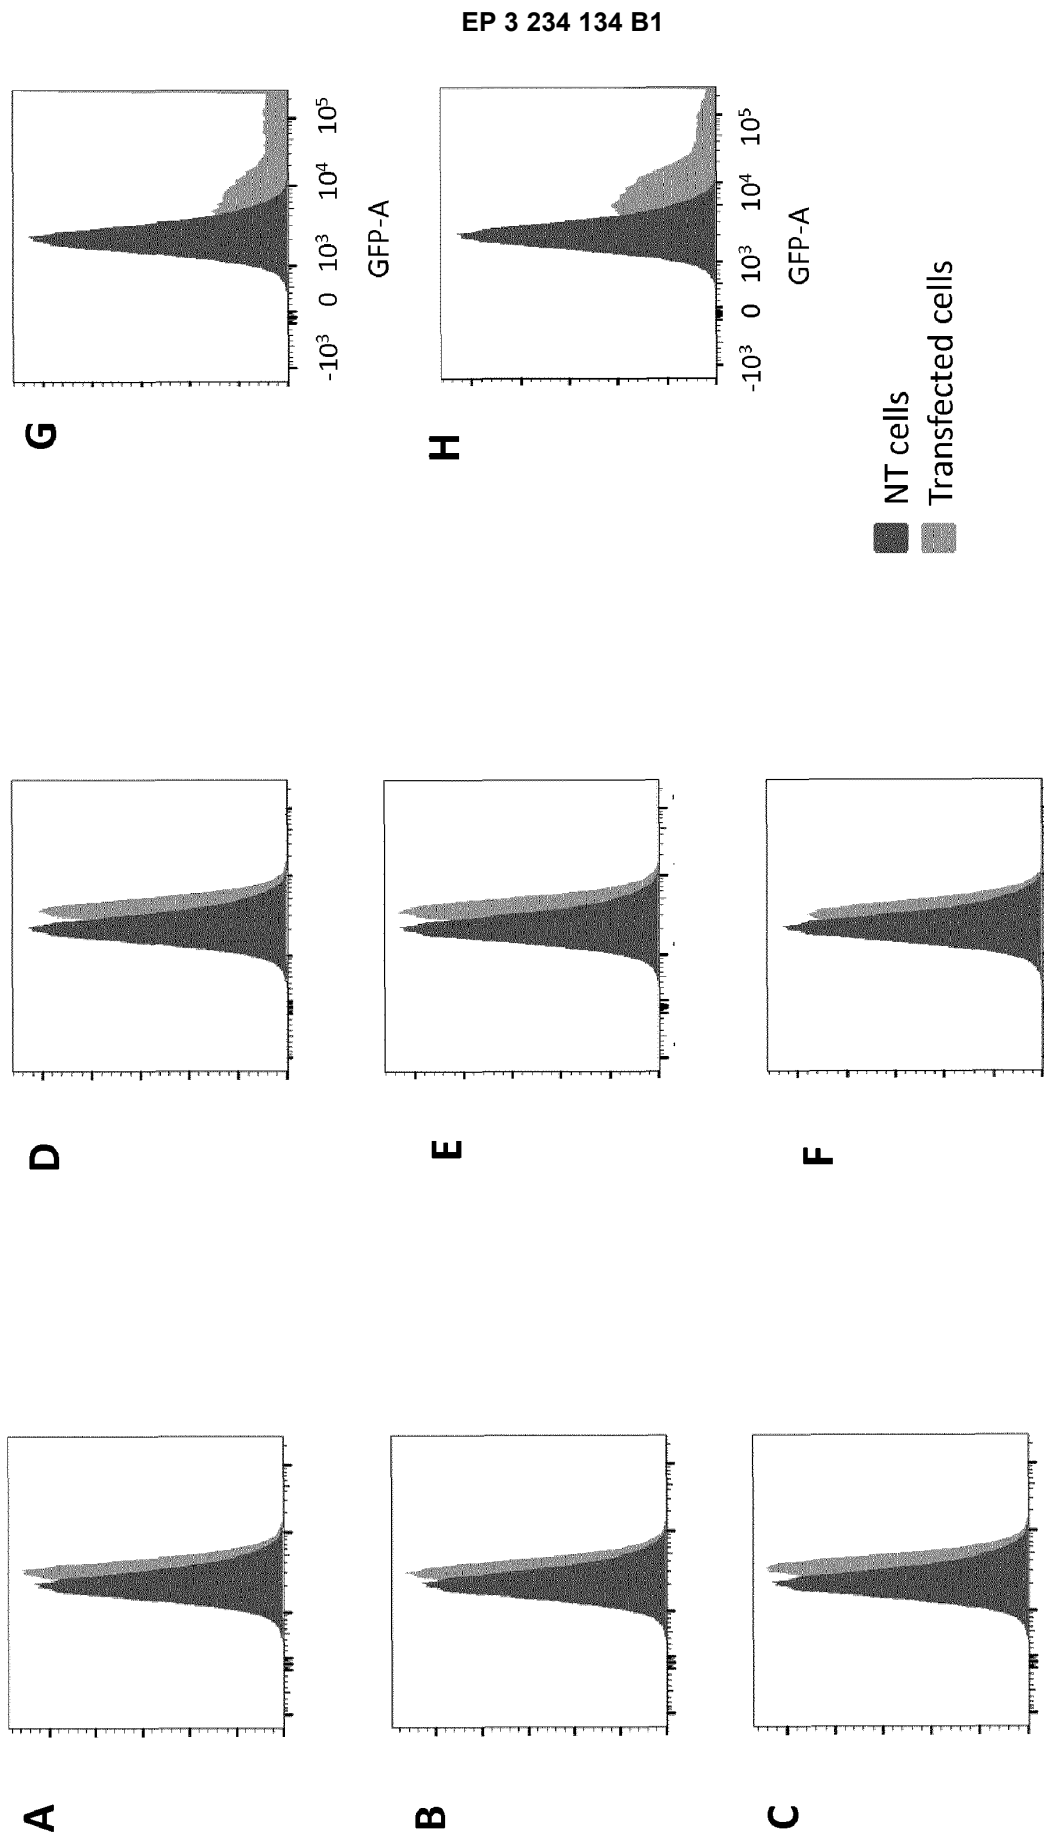 EP 3 234 134 B1
A
D
G
-10³ 0 10³ 10⁴ 10⁵
GFP-A
B
E
H
-10³ 0 10³ 10⁴ 10⁵
GFP-A
C
F
NT cells
Transfected cells